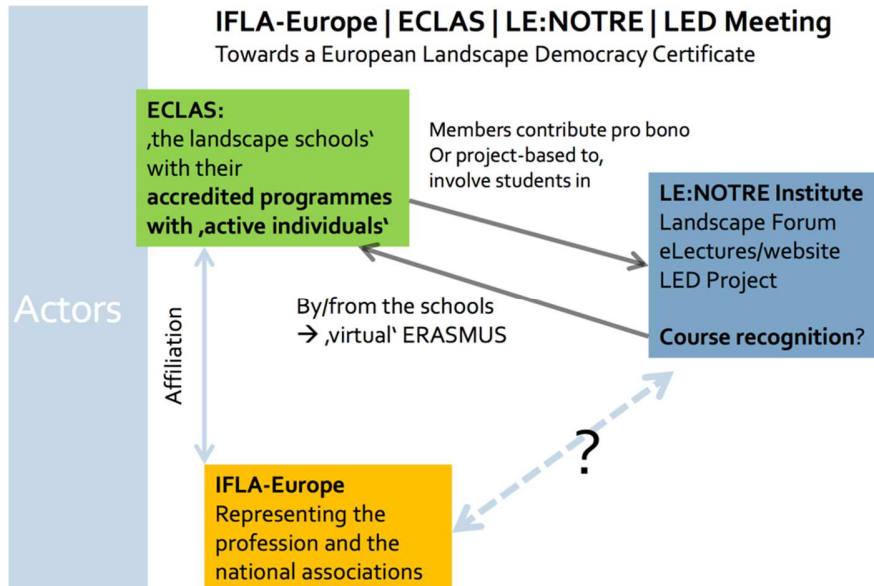 IFLA-Europe | ECLAS | LE:NOTRE | LED Meeting
Towards a European Landscape Democracy Certificate
Actors
ECLAS:
‚the landscape schools‘
with their
accredited programmes
with ‚active individuals‘
Members contribute pro bono
Or project-based to,
involve students in
LE:NOTRE Institute
Landscape Forum
eLectures/website
LED Project
Course recognition?
By/from the schools
→ ‚virtual‘ ERASMUS
Affiliation
?
IFLA-Europe
Representing the
profession and the
national associations